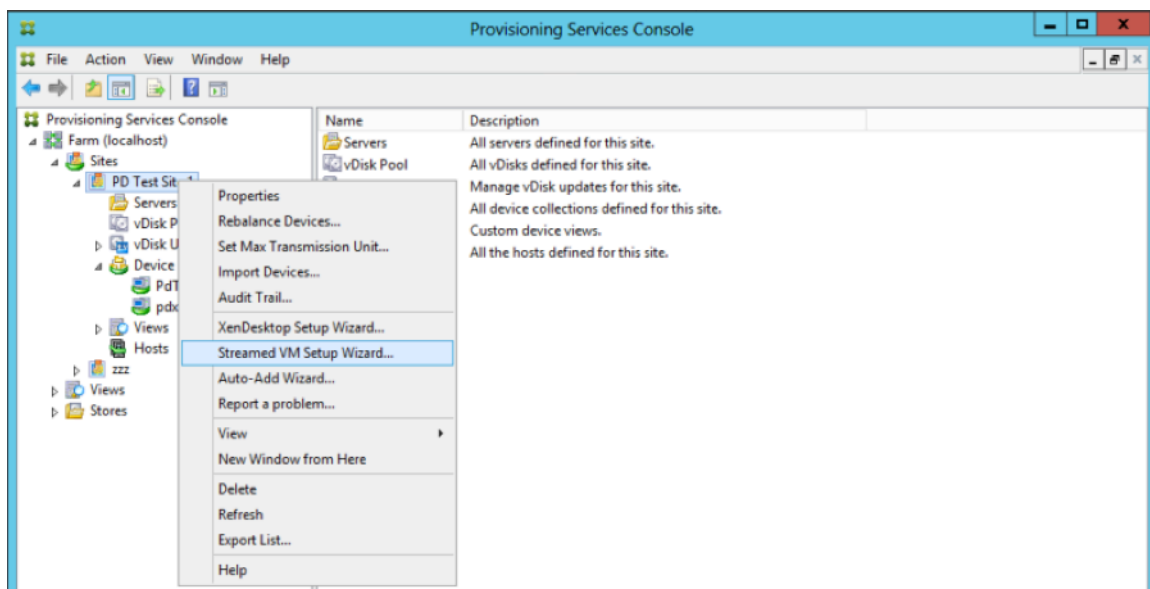 Provisioning Services Console
File Action View Window Help
Provisioning Services Console
Farm (localhost)
Sites
PD Test Sit
Servers
vDisk P
vDisk U
Device
PdT
pdx
Views
Hosts
zzz
Views
Stores
Properties
Rebalance Devices...
Set Max Transmission Unit...
Import Devices...
Audit Trail...
XenDesktop Setup Wizard...
Streamed VM Setup Wizard...
Auto-Add Wizard...
Report a problem...
View
New Window from Here
Delete
Refresh
Export List...
Help
Name Description
Servers All servers defined for this site.
vDisk Pool All vDisks defined for this site.
Manage vDisk updates for this site.
All device collections defined for this site.
Custom device views.
All the hosts defined for this site.